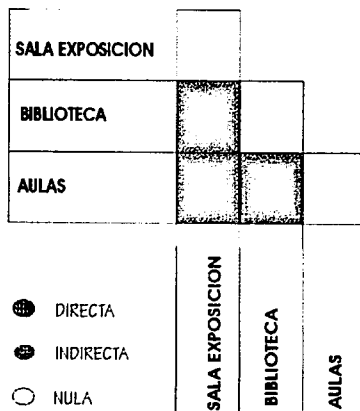 SALA EXPOSICION
BIBLIOTECA
AULAS
DIRECTA
INDIRECTA
NULA
SALA EXPOSICION
BIBLIOTECA
AULAS